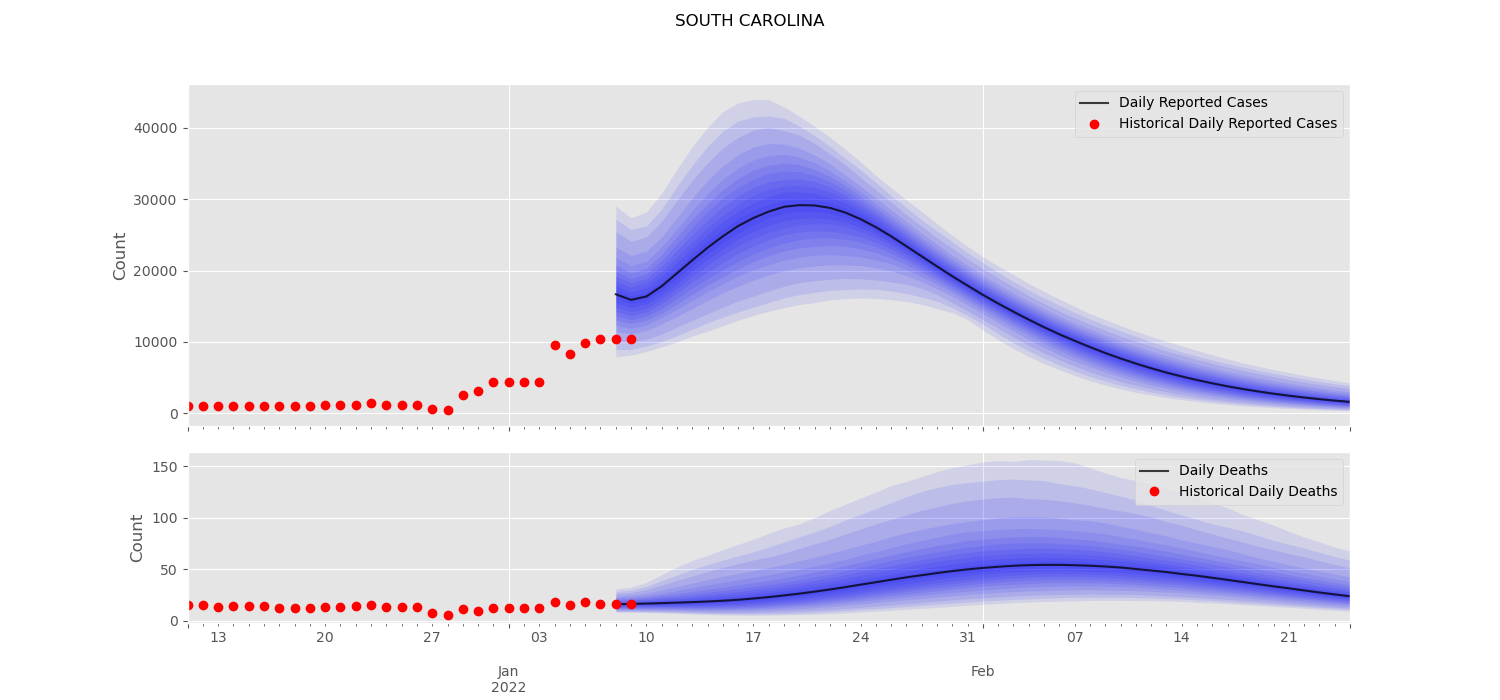 SOUTH CAROLINA
Daily Reported Cases
Historical Daily Reported Cases
40000
30000
20000
10000
0
Count
Daily Deaths
Historical Daily Deaths
150
100
50
0
Count
13 20 27 03 10 17 24 31 07 14 21
Jan Feb
2022